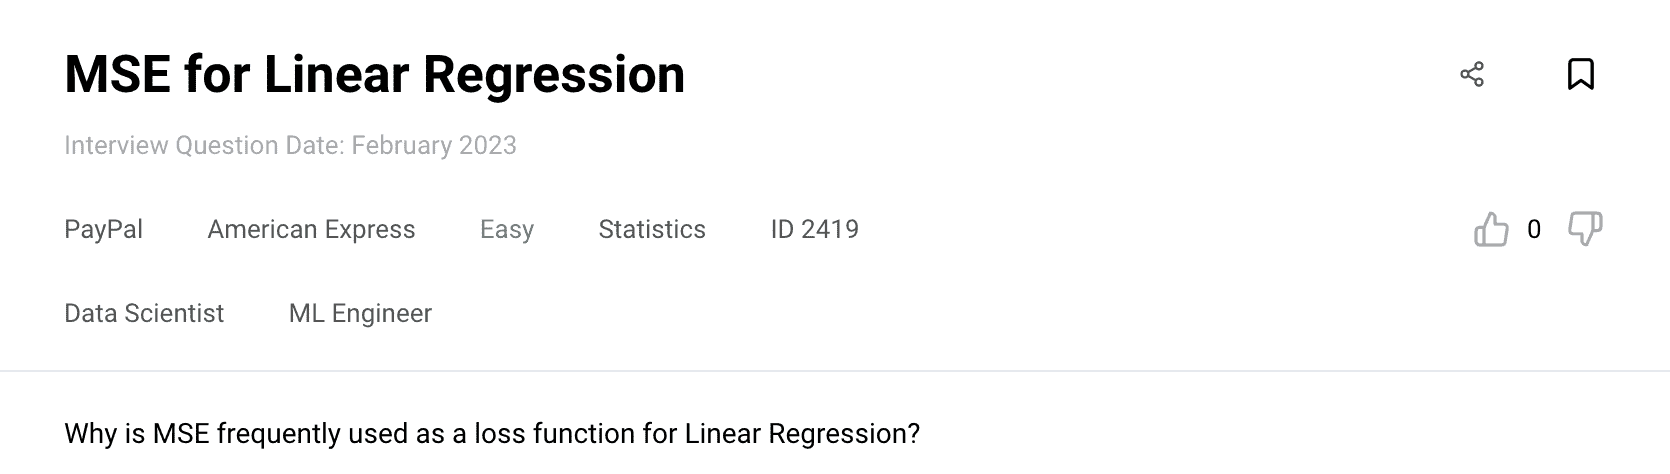 MSE for Linear Regression
Interview Question Date: February 2023
PayPal American Express Easy Statistics ID 2419 0
Data Scientist ML Engineer
Why is MSE frequently used as a loss function for Linear Regression?